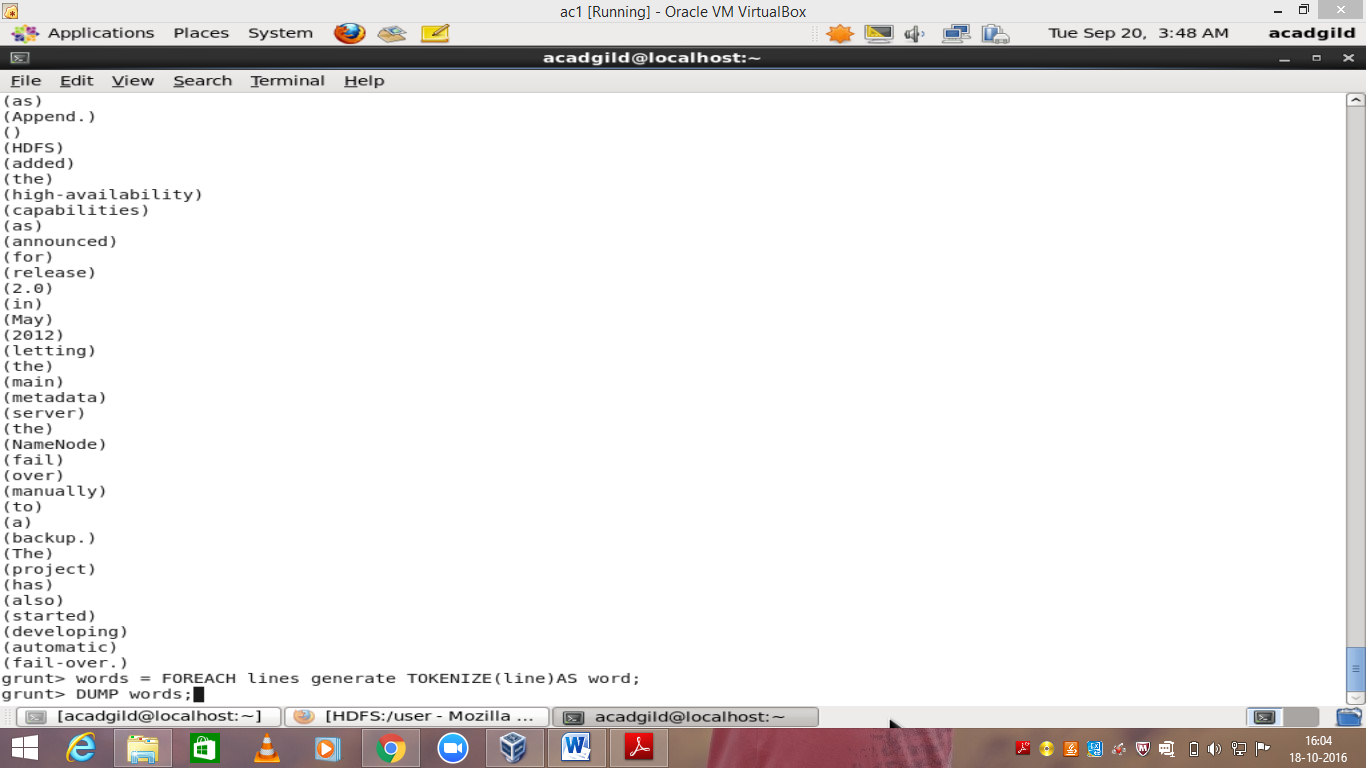 ac1 [Running] - Oracle VM VirtualBox
Applications Places System Tue Sep 20, 3:48 AM acadgild
acadgild@localhost:~
File Edit View Search Terminal Help
(as)
(Append.)
()
(HDFS)
(added)
(the)
(high-availability)
(capabilities)
(as)
(announced)
(for)
(release)
(2.0)
(in)
(May)
(2012)
(letting)
(the)
(main)
(metadata)
(server)
(the)
(NameNode)
(fail)
(over)
(manually)
(to)
(a)
(backup.)
(The)
(project)
(has)
(also)
(started)
(developing)
(automatic)
(fail-over.)
grunt> words = FOREACH lines generate TOKENIZE(line)AS word;
grunt> DUMP words;
[acadgild@localhost:~] [HDFS:/user - Mozilla ... acadgild@localhost:~
16:04
18-10-2016